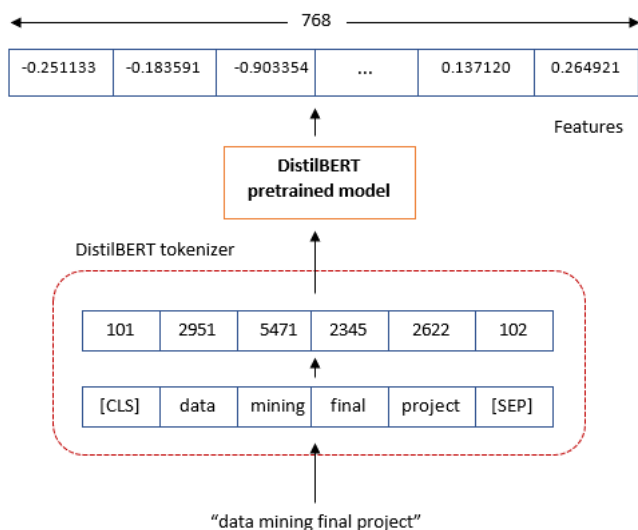 768
-0.251133 -0.183591 -0.903354 ... 0.137120 0.264921
Features
DistilBERT
pretrained model
DistilBERT tokenizer
101 2951 5471 2345 2622 102
[CLS] data mining final project [SEP]
“data mining final project”